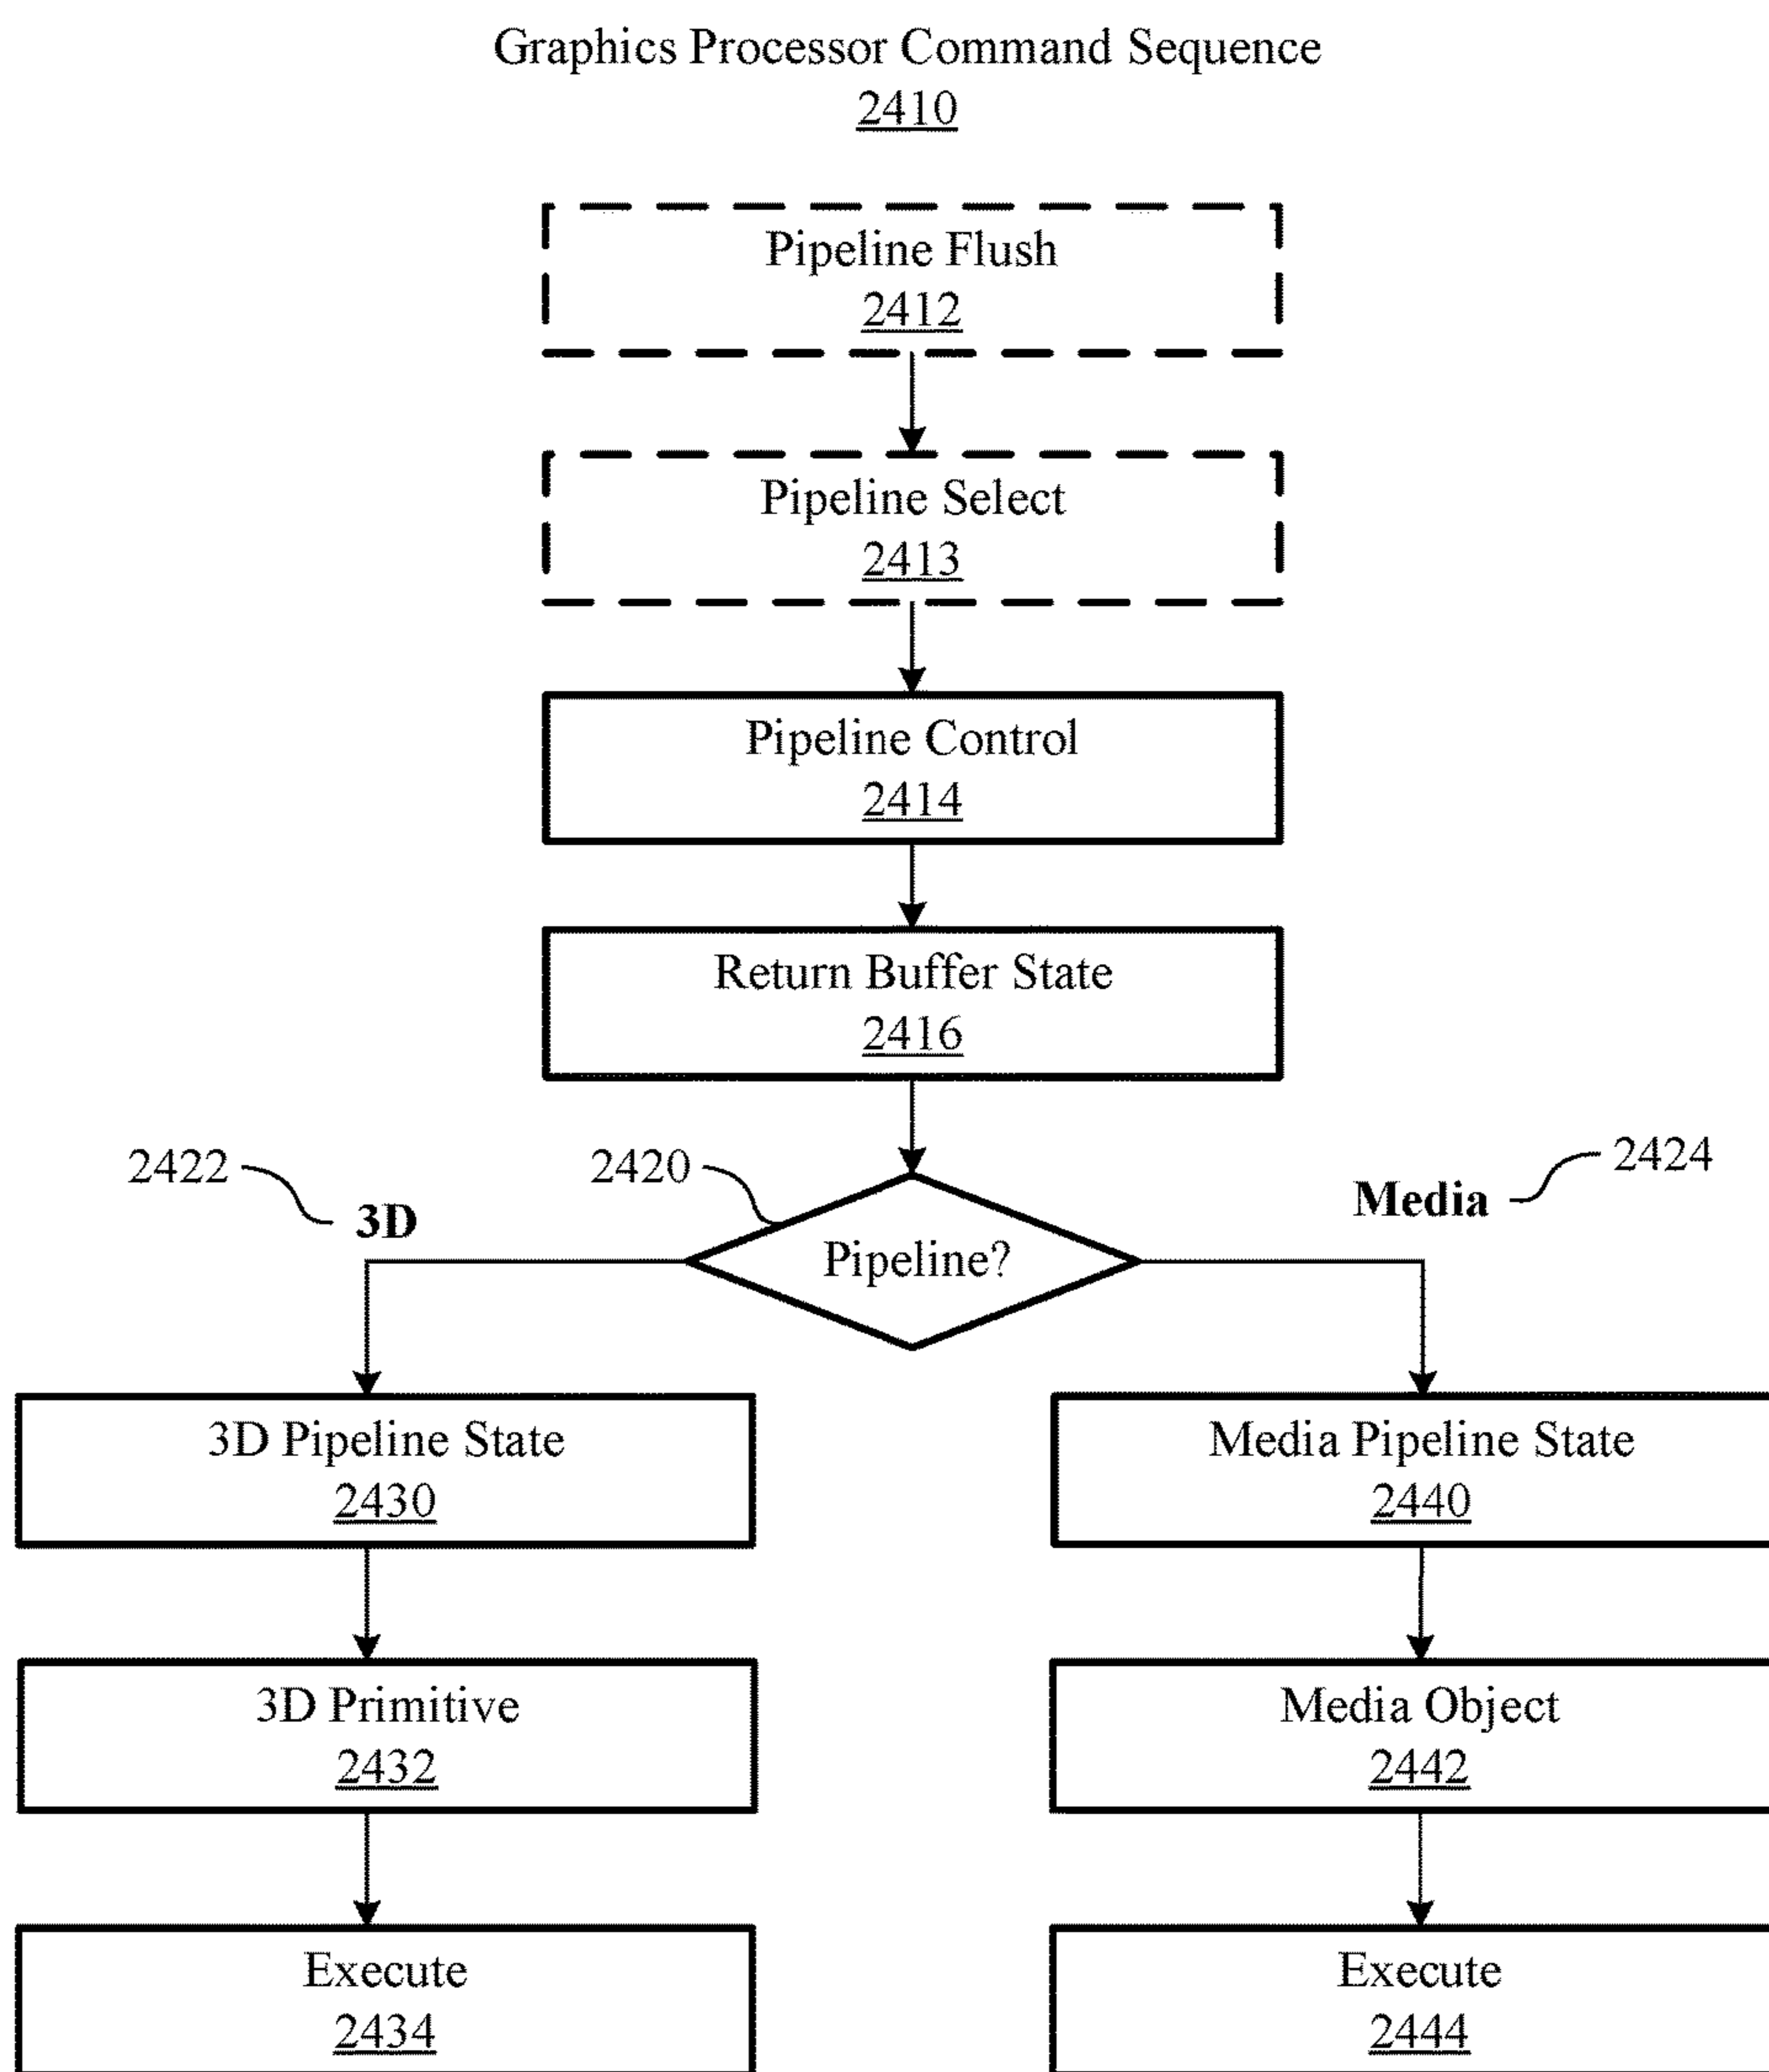 Graphics Processor Command Sequence
2410
Pipeline Flush
2412
Pipeline Select
2413
Pipeline Control
2414
Return Buffer State
2416
2422
2420
2424
3D
Media
Pipeline?
3D Pipeline State
2430
Media Pipeline State
2440
3D Primitive
2432
Media Object
2442
Execute
2434
Execute
2444